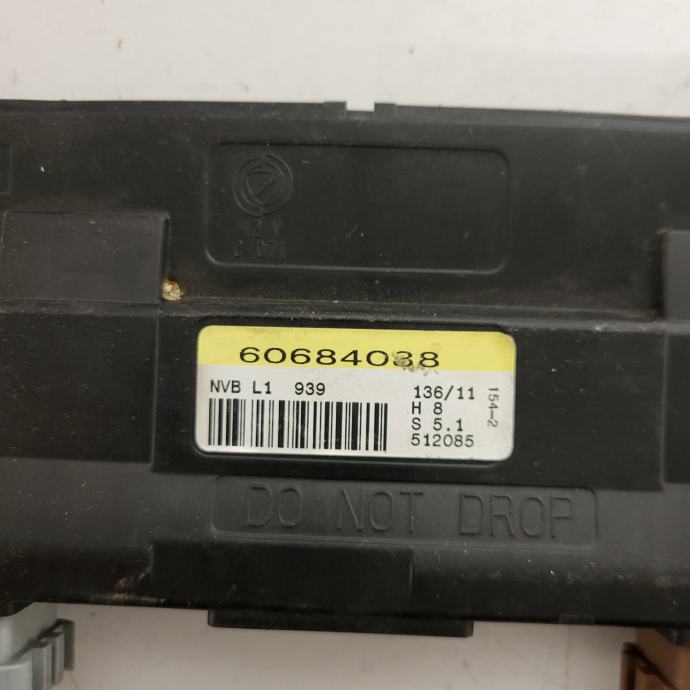 12 V
60684038
NVB L1 939
136/11
H 8
S 5.1
512085
154-2
DO NOT DROP